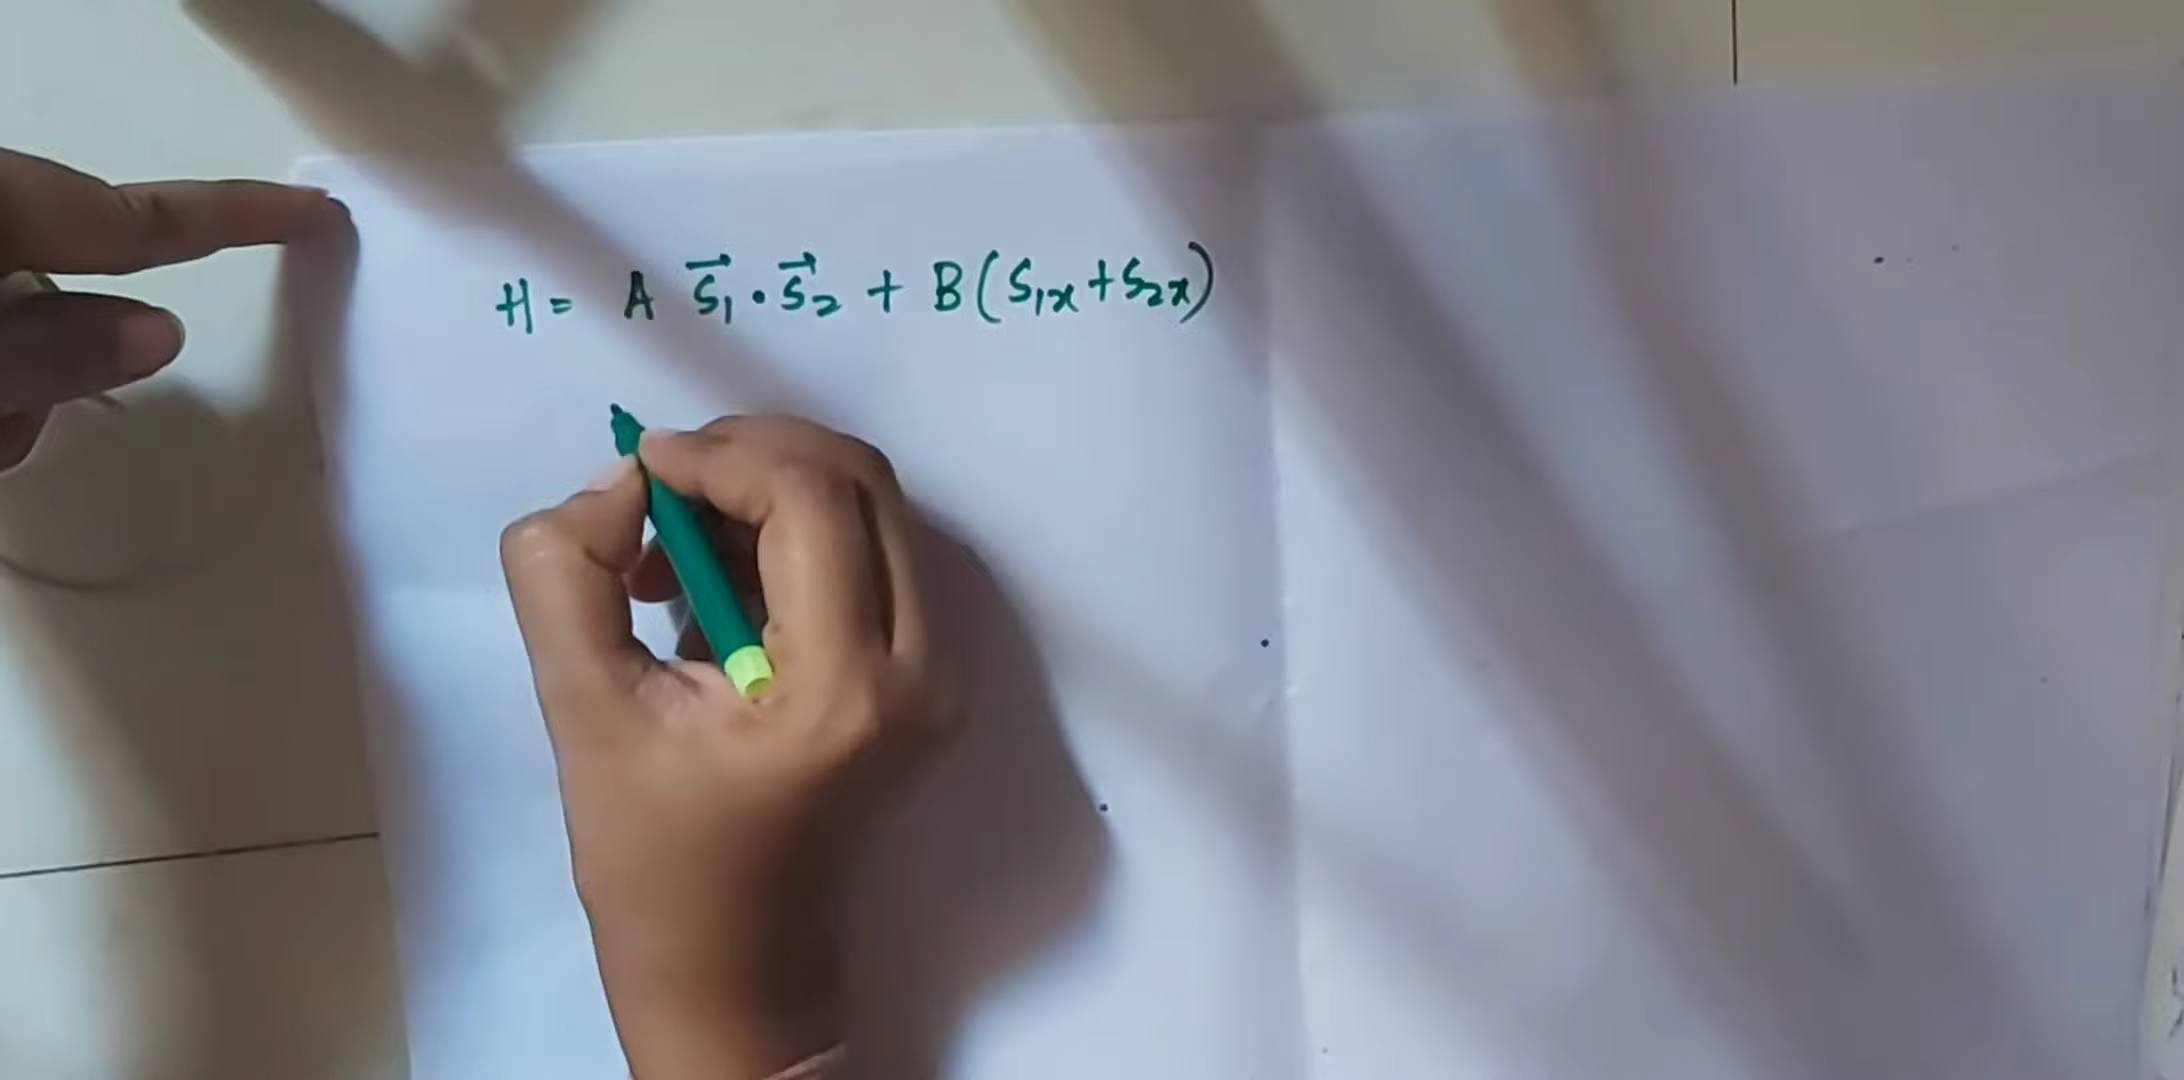 H = A S⃗₁ · S⃗₂ + B(S₁ₓ + S₂ₓ)